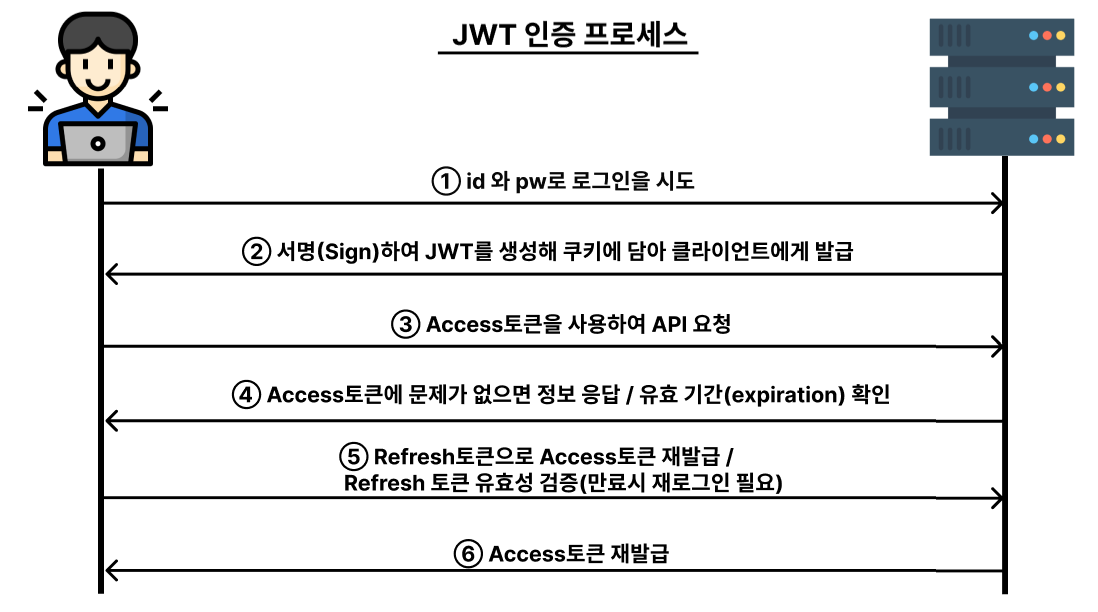 JWT 인증 프로세스
① id 와 pw로 로그인을 시도
② 서명(Sign)하여 JWT를 생성해 쿠키에 담아 클라이언트에게 발급
③ Access토큰을 사용하여 API 요청
④ Access토큰에 문제가 없으면 정보 응답 / 유효 기간(expiration) 확인
⑤ Refresh토큰으로 Access토큰 재발급 /
Refresh 토큰 유효성 검증(만료시 재로그인 필요)
⑥ Access토큰 재발급